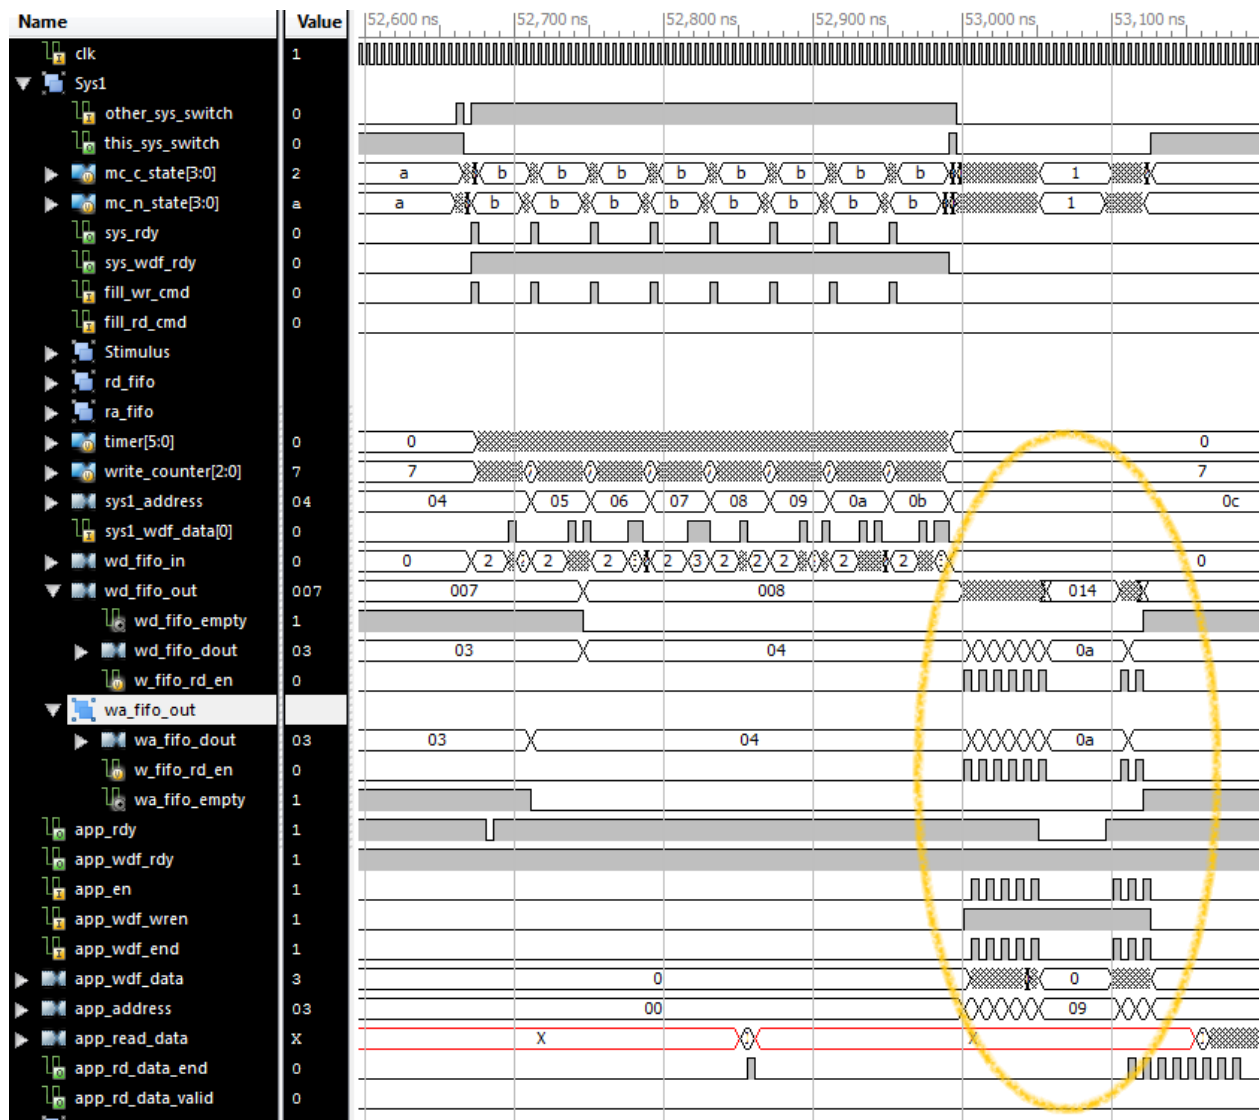 Name Value 52,600 ns 52,700 ns 52,800 ns 52,900 ns 53,000 ns 53,100 ns
clk 1
Sys1
other_sys_switch 0
this_sys_switch 0
mc_c_state[3:0] 2 a b b b b b b b b 1
mc_n_state[3:0] a a b b b b b b b b 1
sys_rdy 0
sys_wdf_rdy 0
fill_wr_cmd 0
fill_rd_cmd 0
Stimulus
rd_fifo
ra_fifo
timer[5:0] 0 0 0
write_counter[2:0] 7 7 7
sys1_address 04 04 05 06 07 08 09 0a 0b 0c
sys1_wdf_data[0] 0
wd_fifo_in 0 0 2 2 2 2 3 2 2 2 2 2 0
wd_fifo_out 007 007 008 014
wd_fifo_empty 1
wd_fifo_dout 03 03 04 0a
w_fifo_rd_en 0
wa_fifo_out
wa_fifo_dout 03 03 04 0a
w_fifo_rd_en 0
wa_fifo_empty 1
app_rdy 1
app_wdf_rdy 1
app_en 1
app_wdf_wren 1
app_wdf_end 1
app_wdf_data 3 0 0
app_address 03 00 09
app_read_data X X X
app_rd_data_end 0
app_rd_data_valid 0